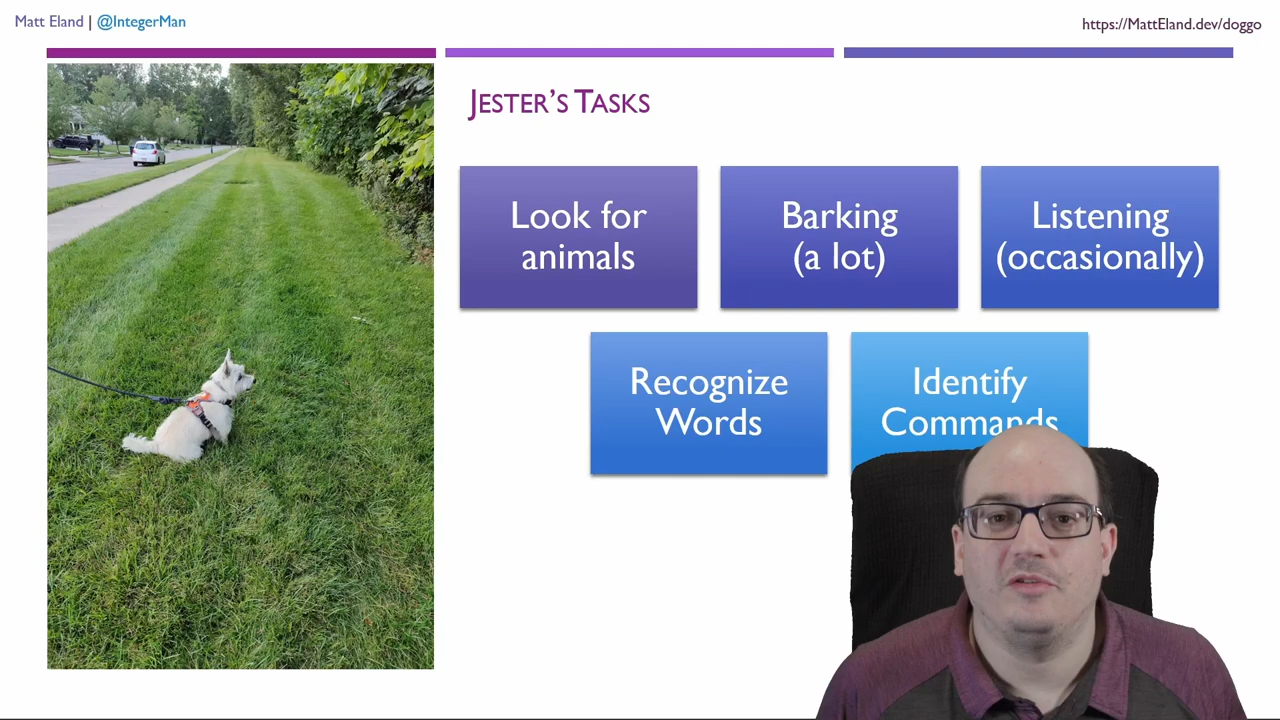 Matt Eland | @IntegerMan
https://MattEland.dev/doggo
JESTER'S TASKS
Look for
animals
Barking
(a lot)
Listening
(occasionally)
Recognize
Words
Identify
Commands